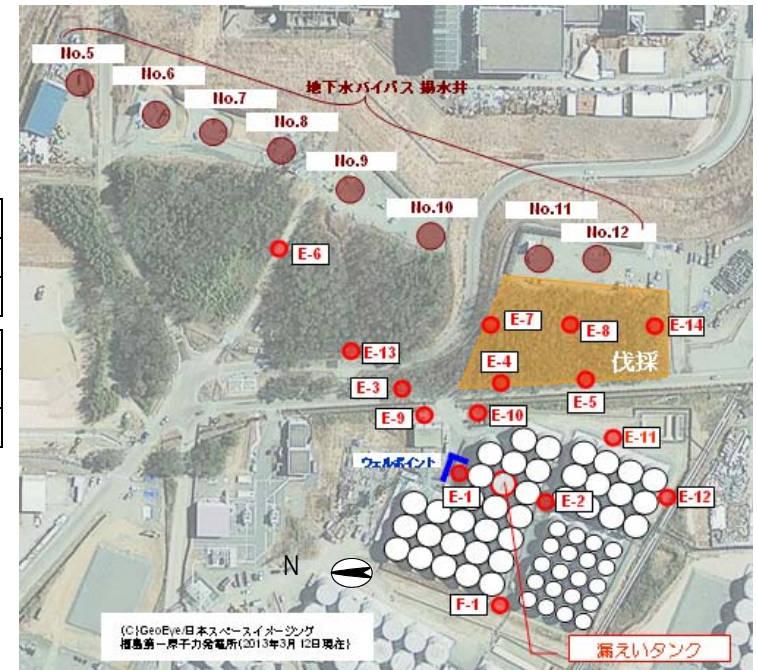 No.5
No.6
No.7
地下水バイパス 揚水井
No.8
No.9
No.10
No.11
No.12
E-6
E-7
E-8
E-14
E-13
伐採
E-4
E-3
E-5
E-9
E-10
E-11
ウェルポイント
E-1
E-2
E-12
N
F-1
(C)GeoEye/日本スペースイメージング
福島第一原子力発電所(2013年3月12日現在)
漏えいタンク